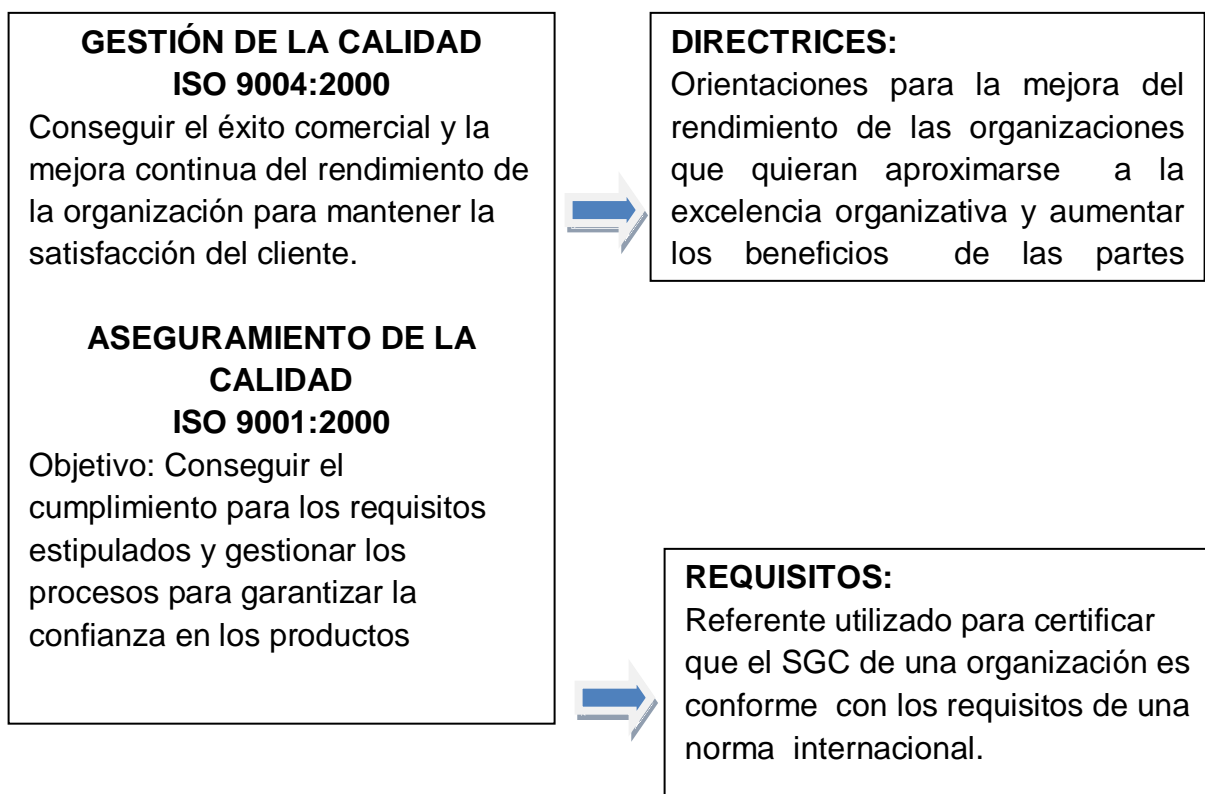 GESTIÓN DE LA CALIDAD
ISO 9004:2000
Conseguir el éxito comercial y la
mejora continua del rendimiento de
la organización para mantener la
satisfacción del cliente.
ASEGURAMIENTO DE LA
CALIDAD
ISO 9001:2000
Objetivo: Conseguir el
cumplimiento para los requisitos
estipulados y gestionar los
procesos para garantizar la
confianza en los productos
DIRECTRICES:
Orientaciones para la mejora del
rendimiento de las organizaciones
que quieran aproximarse a la
excelencia organizativa y aumentar
los beneficios de las partes
REQUISITOS:
Referente utilizado para certificar
que el SGC de una organización es
conforme con los requisitos de una
norma internacional.